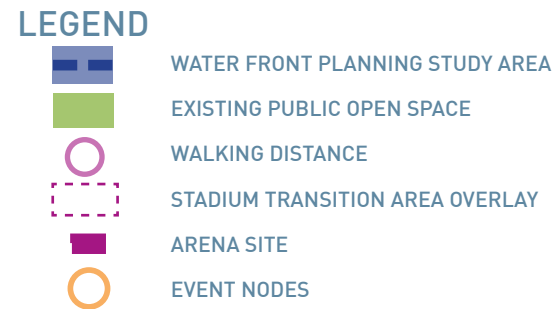 LEGEND
WATER FRONT PLANNING STUDY AREA
EXISTING PUBLIC OPEN SPACE
WALKING DISTANCE
STADIUM TRANSITION AREA OVERLAY
ARENA SITE
EVENT NODES